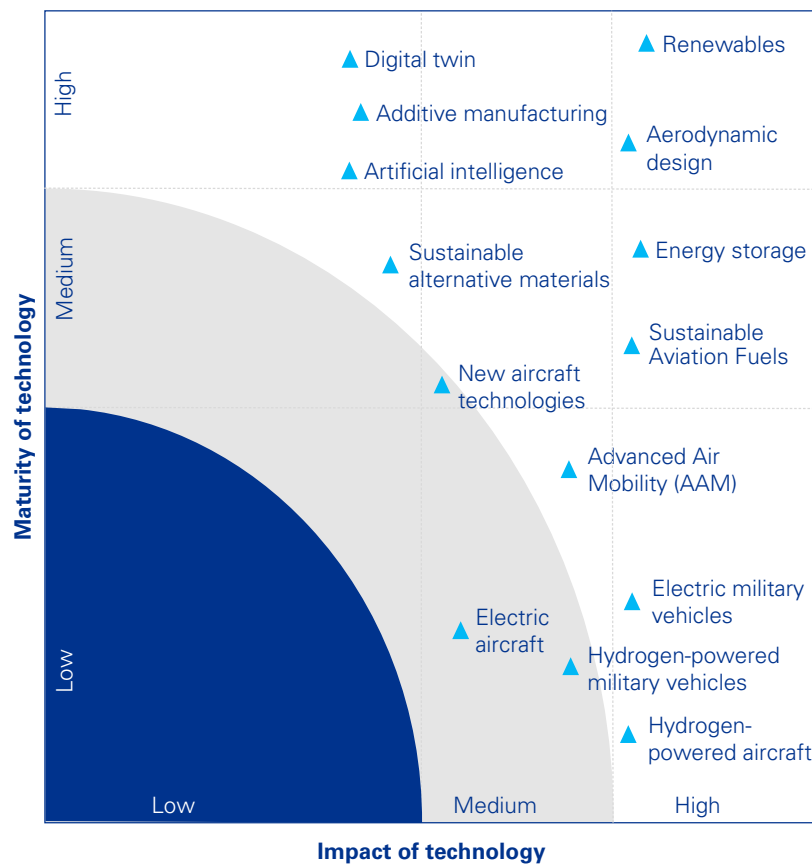 High
Medium
Low
Maturity of technology
Digital twin
Renewables
Additive manufacturing
Aerodynamic
design
Artificial intelligence
Sustainable
alternative materials
Energy storage
Sustainable
Aviation Fuels
New aircraft
technologies
Advanced Air
Mobility (AAM)
Electric military
vehicles
Electric
aircraft
Hydrogen-powered
military vehicles
Hydrogen-
powered aircraft
Low
Medium
High
Impact of technology